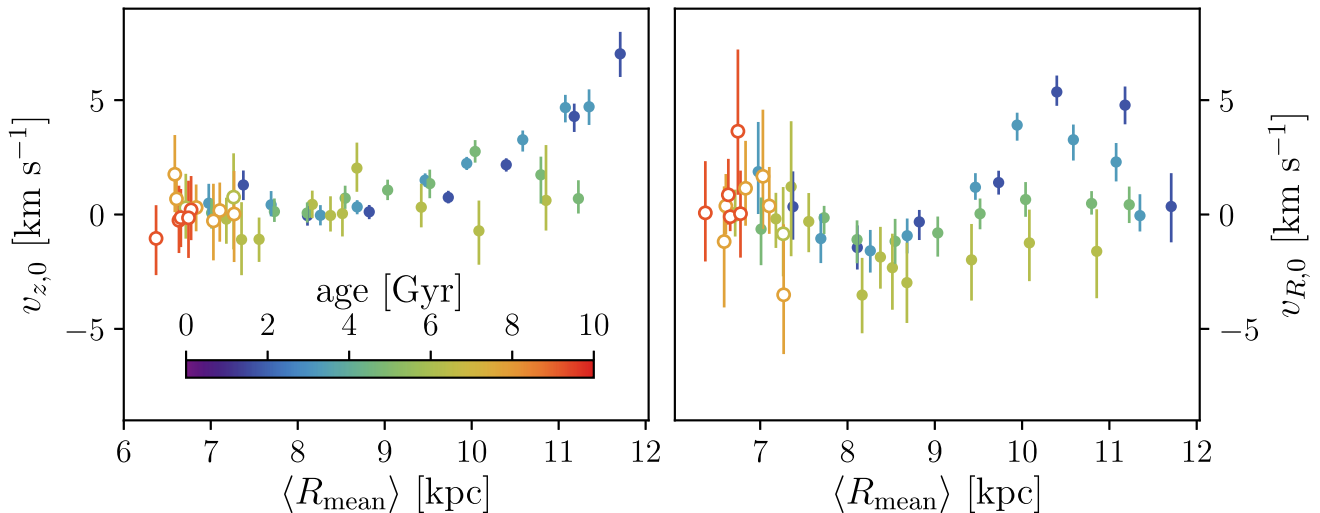 5
0
−5
v_{z,0} [km s⁻¹]
age [Gyr]
0 2 4 6 8 10
6 7 8 9 10 11 12
⟨R_mean⟩ [kpc]
5
0
−5
v_{R,0} [km s⁻¹]
7 8 9 10 11 12
⟨R_mean⟩ [kpc]